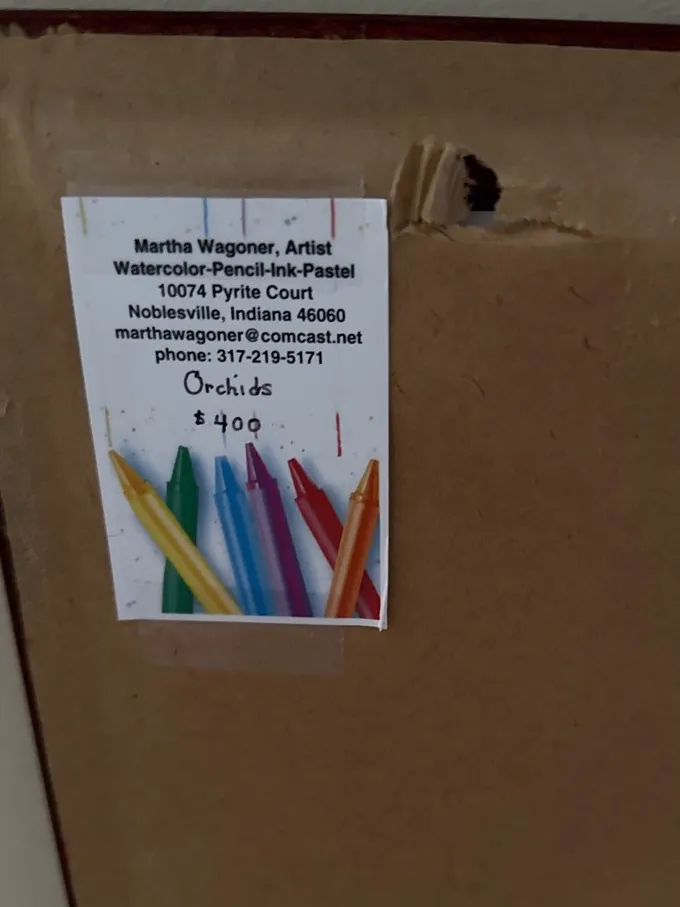 Martha Wagoner, Artist
Watercolor-Pencil-Ink-Pastel
10074 Pyrite Court
Noblesville, Indiana 46060
marthawagoner@comcast.net
phone: 317-219-5171
Orchids
$400